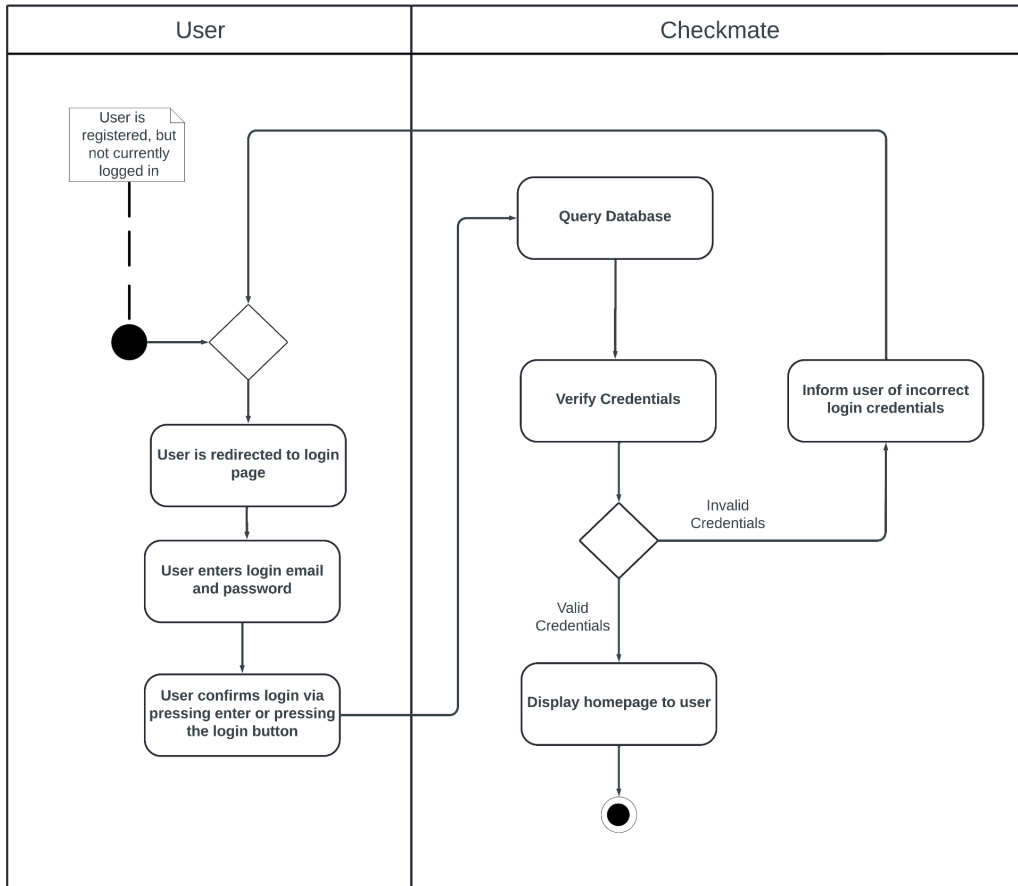 User
Checkmate
User is
registered, but
not currently
logged in
Query Database
Verify Credentials
Inform user of incorrect
login credentials
User is redirected to login
page
Invalid
Credentials
User enters login email
and password
Valid
Credentials
User confirms login via
pressing enter or pressing
the login button
Display homepage to user